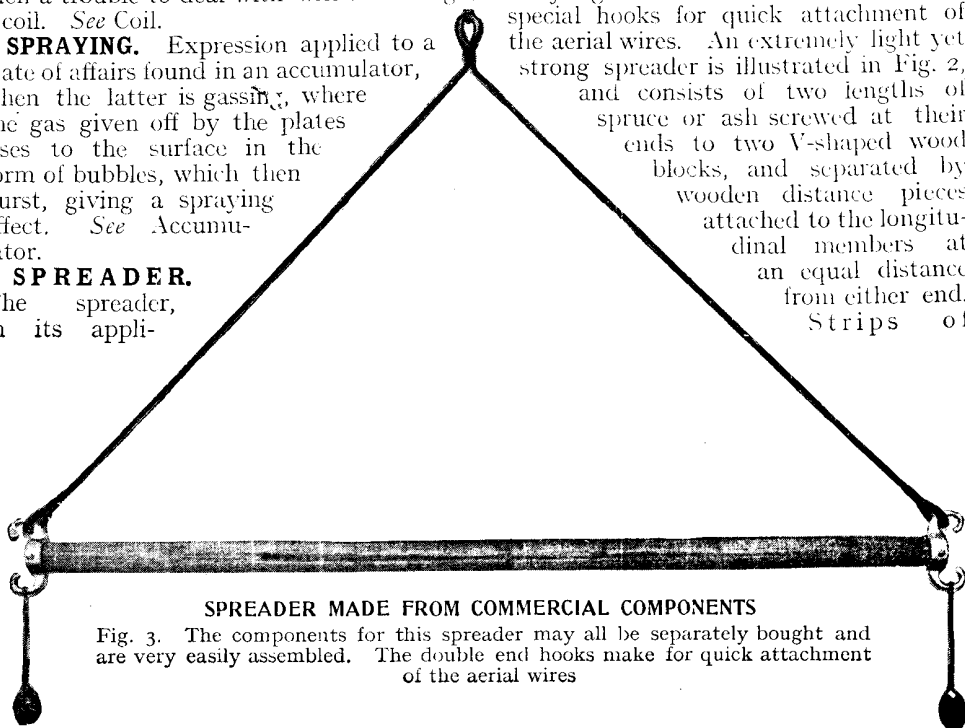 coil. See Coil.
SPRAYING. Expression applied to a
ate of affairs found in an accumulator,
hen the latter is gassing, where
he gas given off by the plates
ses to the surface in the
orm of bubbles, which then
urst, giving a spraying
ffect. See Accumu-
ator.
SPREADER.
he spreader,
n its appli-
special hooks for quick attachment of
the aerial wires. An extremely light yet
strong spreader is illustrated in Fig. 2,
and consists of two lengths of
spruce or ash screwed at their
ends to two V-shaped wood
blocks, and separated by
wooden distance pieces
attached to the longitu-
dinal members at
an equal distance
from either end.
Strips of
SPREADER MADE FROM COMMERCIAL COMPONENTS
Fig. 3. The components for this spreader may all be separately bought and
are very easily assembled. The double end hooks make for quick attachment
of the aerial wires